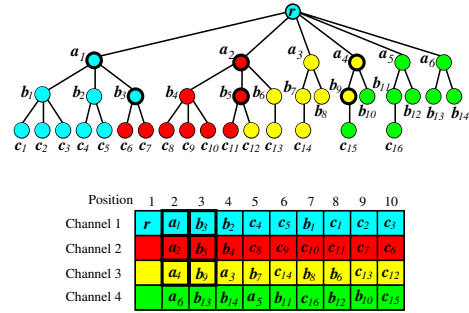 r
a1 a2 a3 a4 a5 a6
b1 b2 b3 b4 b5 b6 b7 b8 b9 b10 b11 b12 b13 b14
c1 c2 c3 c4 c5 c6 c7 c8 c9 c10 c11 c12 c13 c14 c15 c16
Position 1 2 3 4 5 6 7 8 9 10
Channel 1 r a1 b3 b2 c4 c5 b1 c1 c2 c3
Channel 2 a2 b5 b4 c8 c9 c10 c11 c7 c6
Channel 3 a4 b9 a3 b7 c14 b8 b6 c13 c12
Channel 4 a6 b13 b14 a5 b11 c16 b12 b10 c15